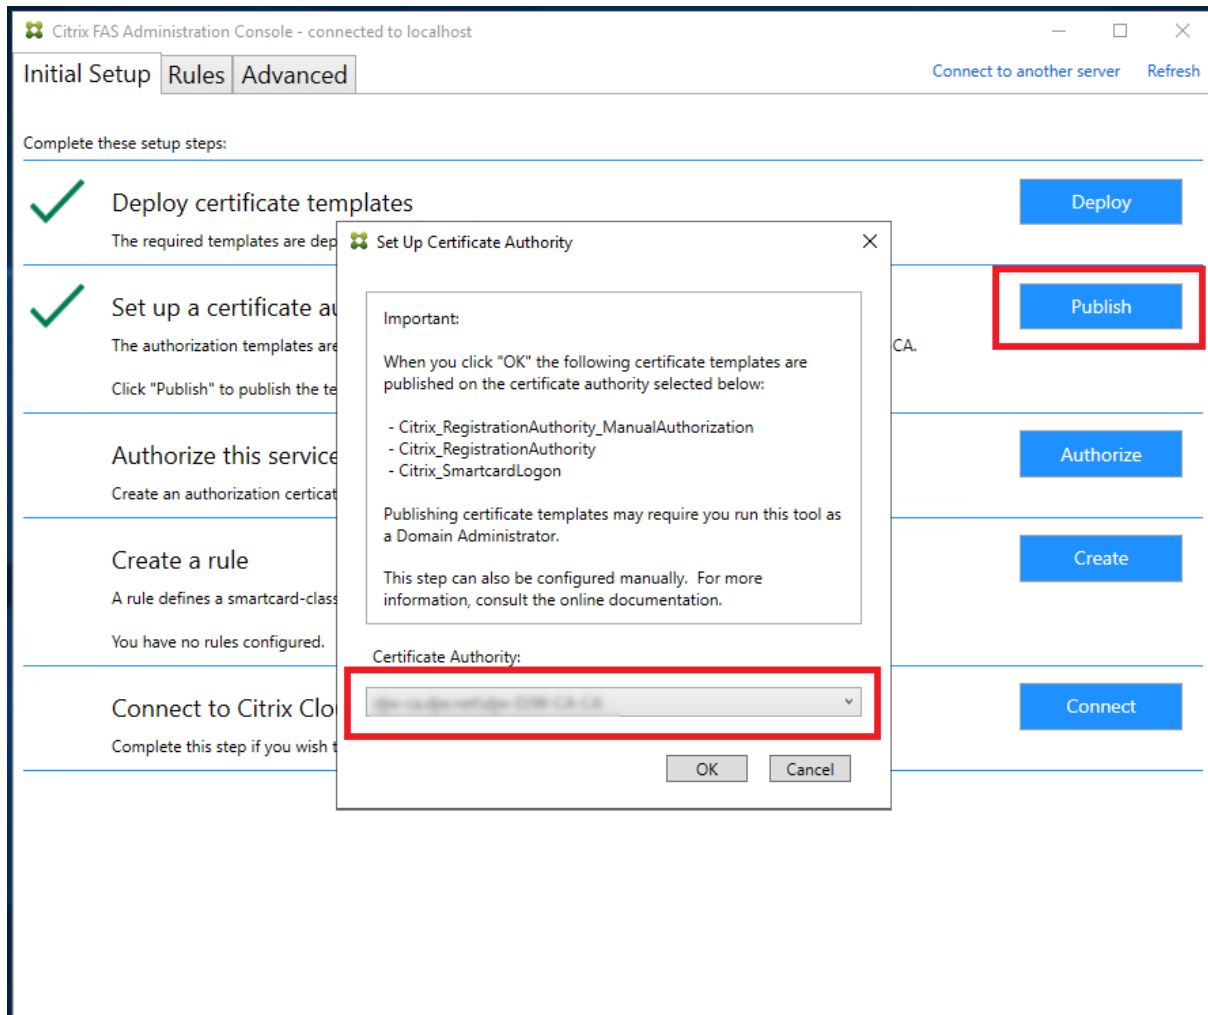 Citrix FAS Administration Console - connected to localhost
Initial Setup Rules Advanced Connect to another server Refresh
Complete these setup steps:
Deploy certificate templates
Deploy
The required templates are dep
Set up a certificate au
Publish
The authorization templates are
CA.
Click "Publish" to publish the te
Authorize this service
Authorize
Create an authorization certicat
Create a rule
Create
A rule defines a smartcard-class
You have no rules configured.
Connect to Citrix Clo
Connect
Complete this step if you wish t
Set Up Certificate Authority
Important:
When you click "OK" the following certificate templates are
published on the certificate authority selected below:
- Citrix_RegistrationAuthority_ManualAuthorization
- Citrix_RegistrationAuthority
- Citrix_SmartcardLogon
Publishing certificate templates may require you run this tool as
a Domain Administrator.
This step can also be configured manually. For more
information, consult the online documentation.
Certificate Authority:
OK Cancel